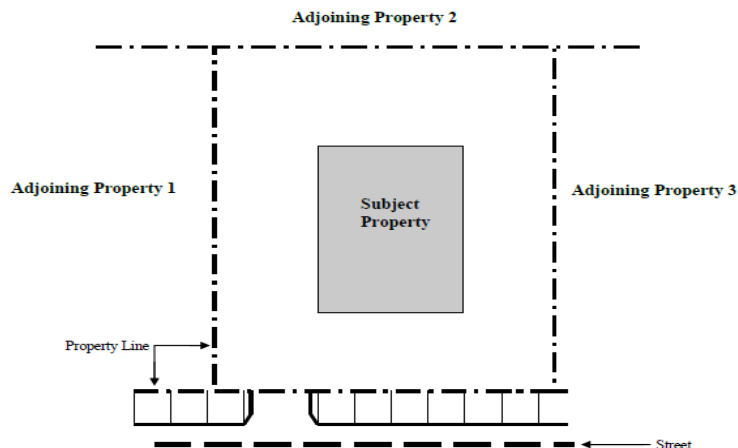 Adjoining Property 2
Adjoining Property 1
Adjoining Property 3
Subject
Property
Property Line
Street